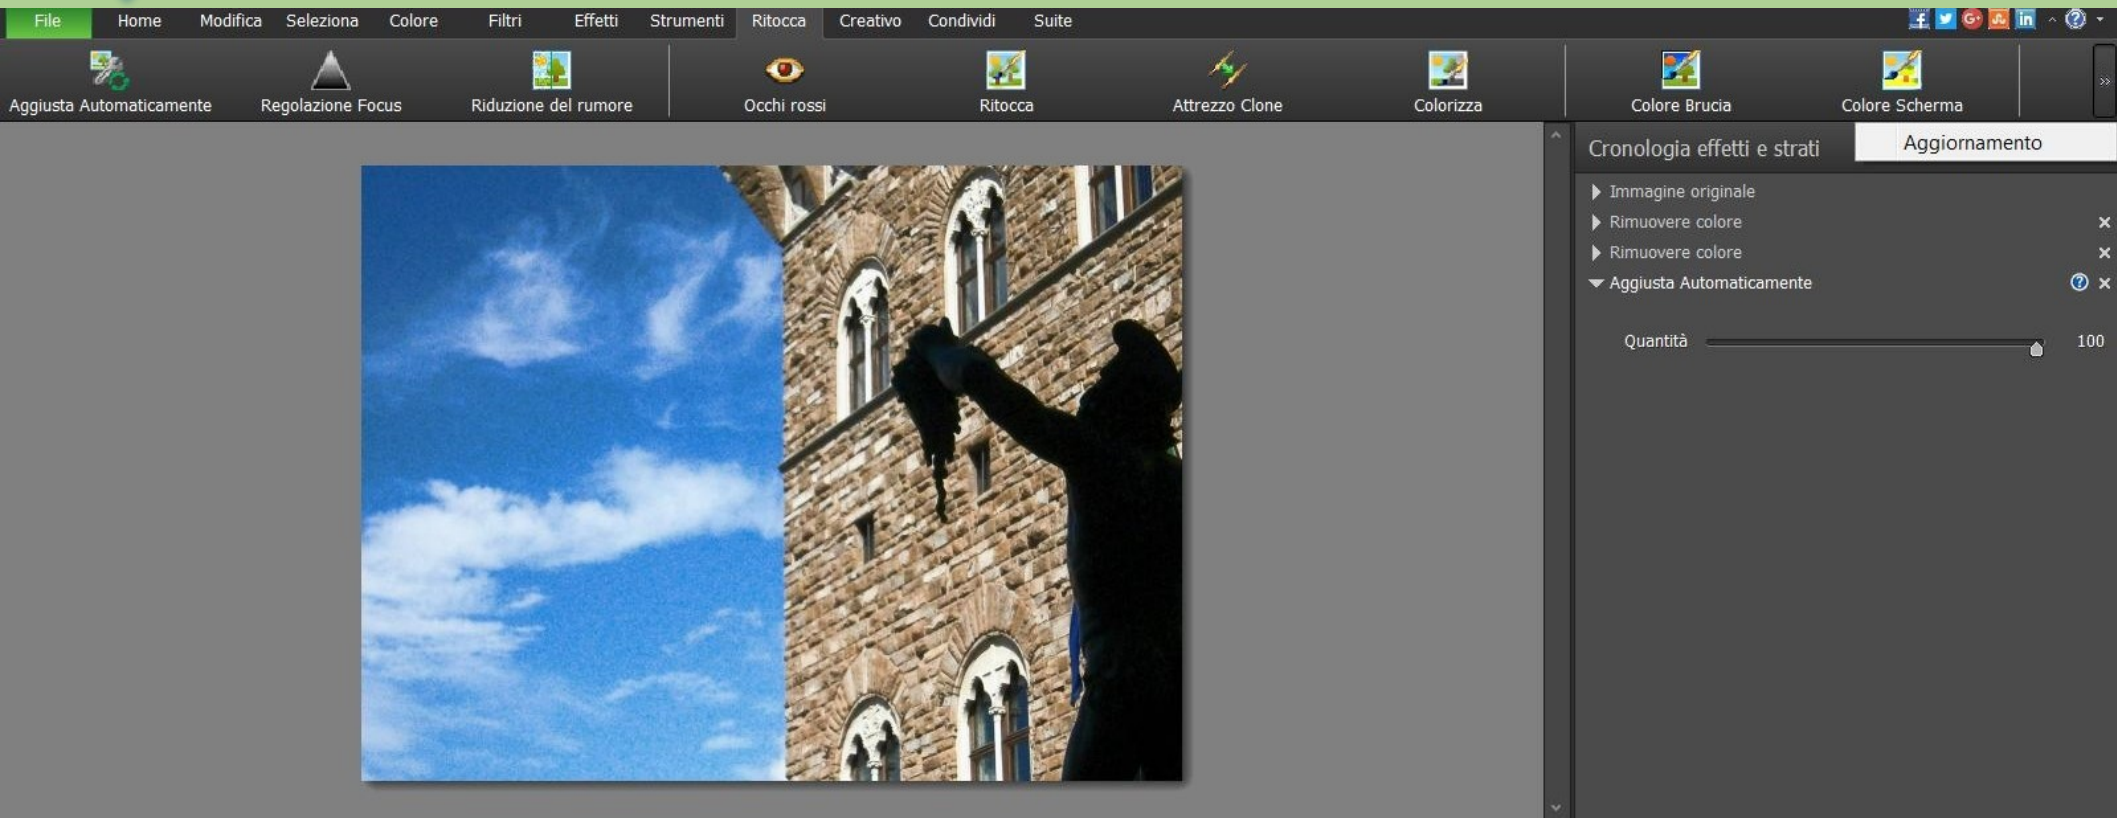 File Home Modifica Seleziona Colore Filtri Effetti Strumenti Ritocca Creativo Condividi Suite
Aggiusta Automaticamente Regolazione Focus Riduzione del rumore Occhi rossi Ritocca Attrezzo Clone Colorizza Colore Brucia Colore Scherma
Cronologia effetti e strati Aggiornamento
Immagine originale
Rimuovere colore
Rimuovere colore
Aggiusta Automaticamente
Quantità 100